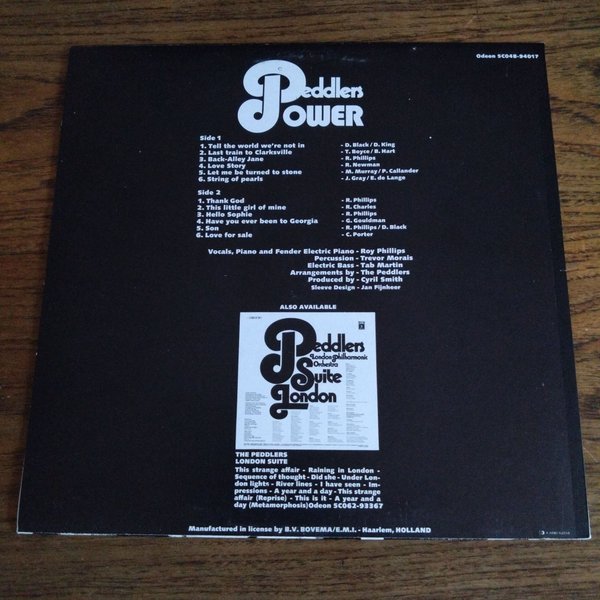 Odeon 5C048-94017
Peddlers
Power
Side 1
1. Tell the world we're not in - D. Black/D. King
2. Last train to Clarksville - T. Boyce/B. Hart
3. Back-Alley Jane - R. Phillips
4. Love Story - R. Newman
5. Let me be turned to stone - M. Murray/P. Callander
6. String of pearls - J. Gray/E. de Lange
Side 2
1. Thank God - R. Phillips
2. This little girl of mine - R. Charles
3. Hello Sophie - R. Phillips
4. Have you ever been to Georgia - G. Gouldman
5. Son - R. Phillips/D. Black
6. Love for sale - C. Porter
Vocals, Piano and Fender Electric Piano - Roy Phillips
Percussion - Trevor Morais
Electric Bass - Tab Martin
Arrangements by - The Peddlers
Produced by - Cyril Smith
Sleeve Design - Jan Fijnheer
ALSO AVAILABLE
Peddlers
London Philharmonic
Orchestra
Suite
London
THE PEDDLERS
LONDON SUITE
This strange affair - Raining in London -
Sequence of thought - Did she - Under Lon-
don lights - River lines - I have seen - Im-
pressions - A year and a day - This strange
affair (Reprise) - This is it - A year and a
day (Metamorphosis) Odeon 5C062-93367
Manufactured in license by B.V. BOVEMA/E.M.I. - Haarlem, HOLLAND